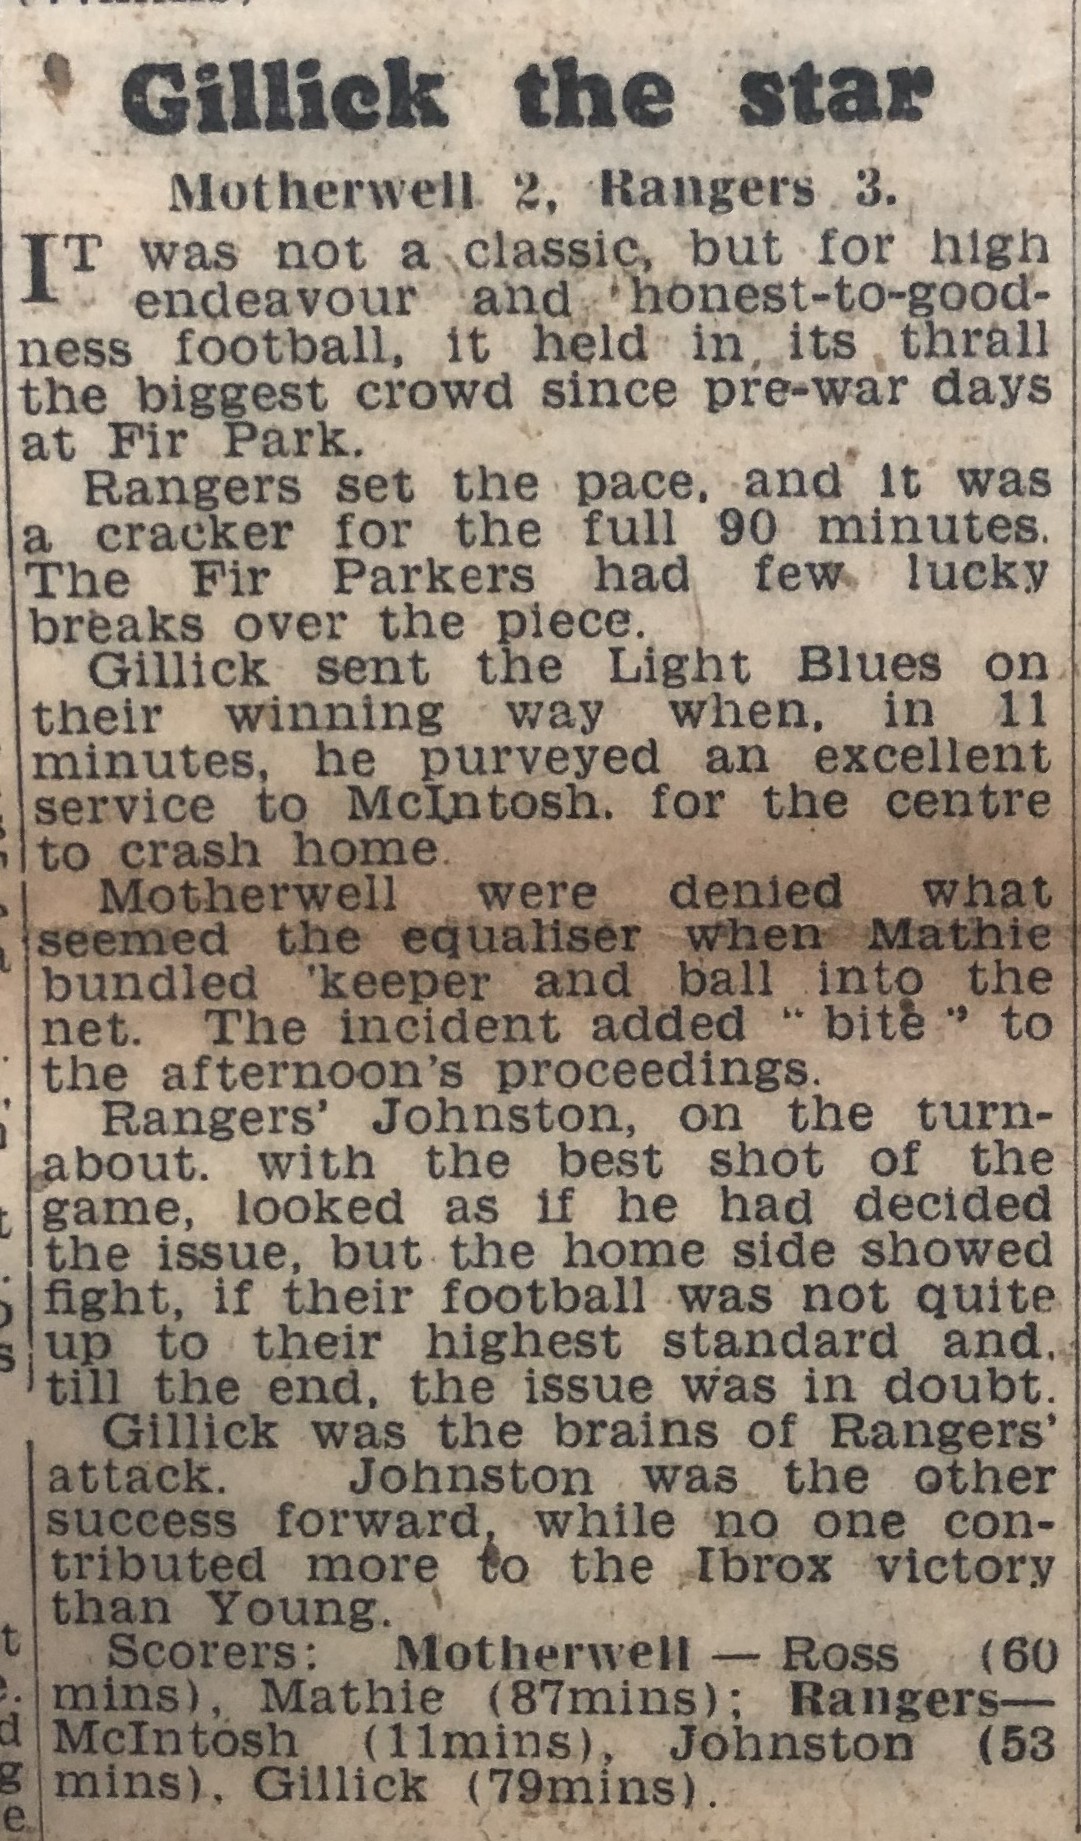 Gillick the star
Motherwell 2, Rangers 3.
IT was not a classic, but for high
endeavour and honest-to-good-
ness football, it held in its thrall
the biggest crowd since pre-war days
at Fir Park.
Rangers set the pace, and it was
a cracker for the full 90 minutes.
The Fir Parkers had few lucky
breaks over the piece.
Gillick sent the Light Blues on
their winning way when, in 11
minutes, he purveyed an excellent
service to McIntosh, for the centre
to crash home.
Motherwell were denied what
seemed the equaliser when Mathie
bundled 'keeper and ball into the
net. The incident added "bite" to
the afternoon's proceedings.
Rangers' Johnston, on the turn-
about, with the best shot of the
game, looked as if he had decided
the issue, but the home side showed
fight, if their football was not quite
up to their highest standard and,
till the end, the issue was in doubt.
Gillick was the brains of Rangers'
attack. Johnston was the other
success forward, while no one con-
tributed more to the Ibrox victory
than Young.
Scorers: Motherwell — Ross (60
mins), Mathie (87mins); Rangers—
McIntosh (11mins), Johnston (53
mins), Gillick (79mins).